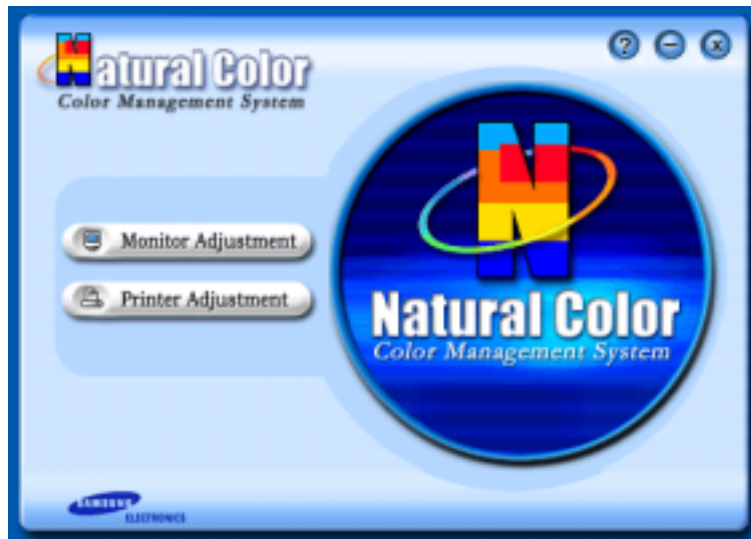 Natural Color
Color Management System
? – x
Monitor Adjustment
Printer Adjustment
N
Natural Color
Color Management System
SAMSUNG
ELECTRONICS